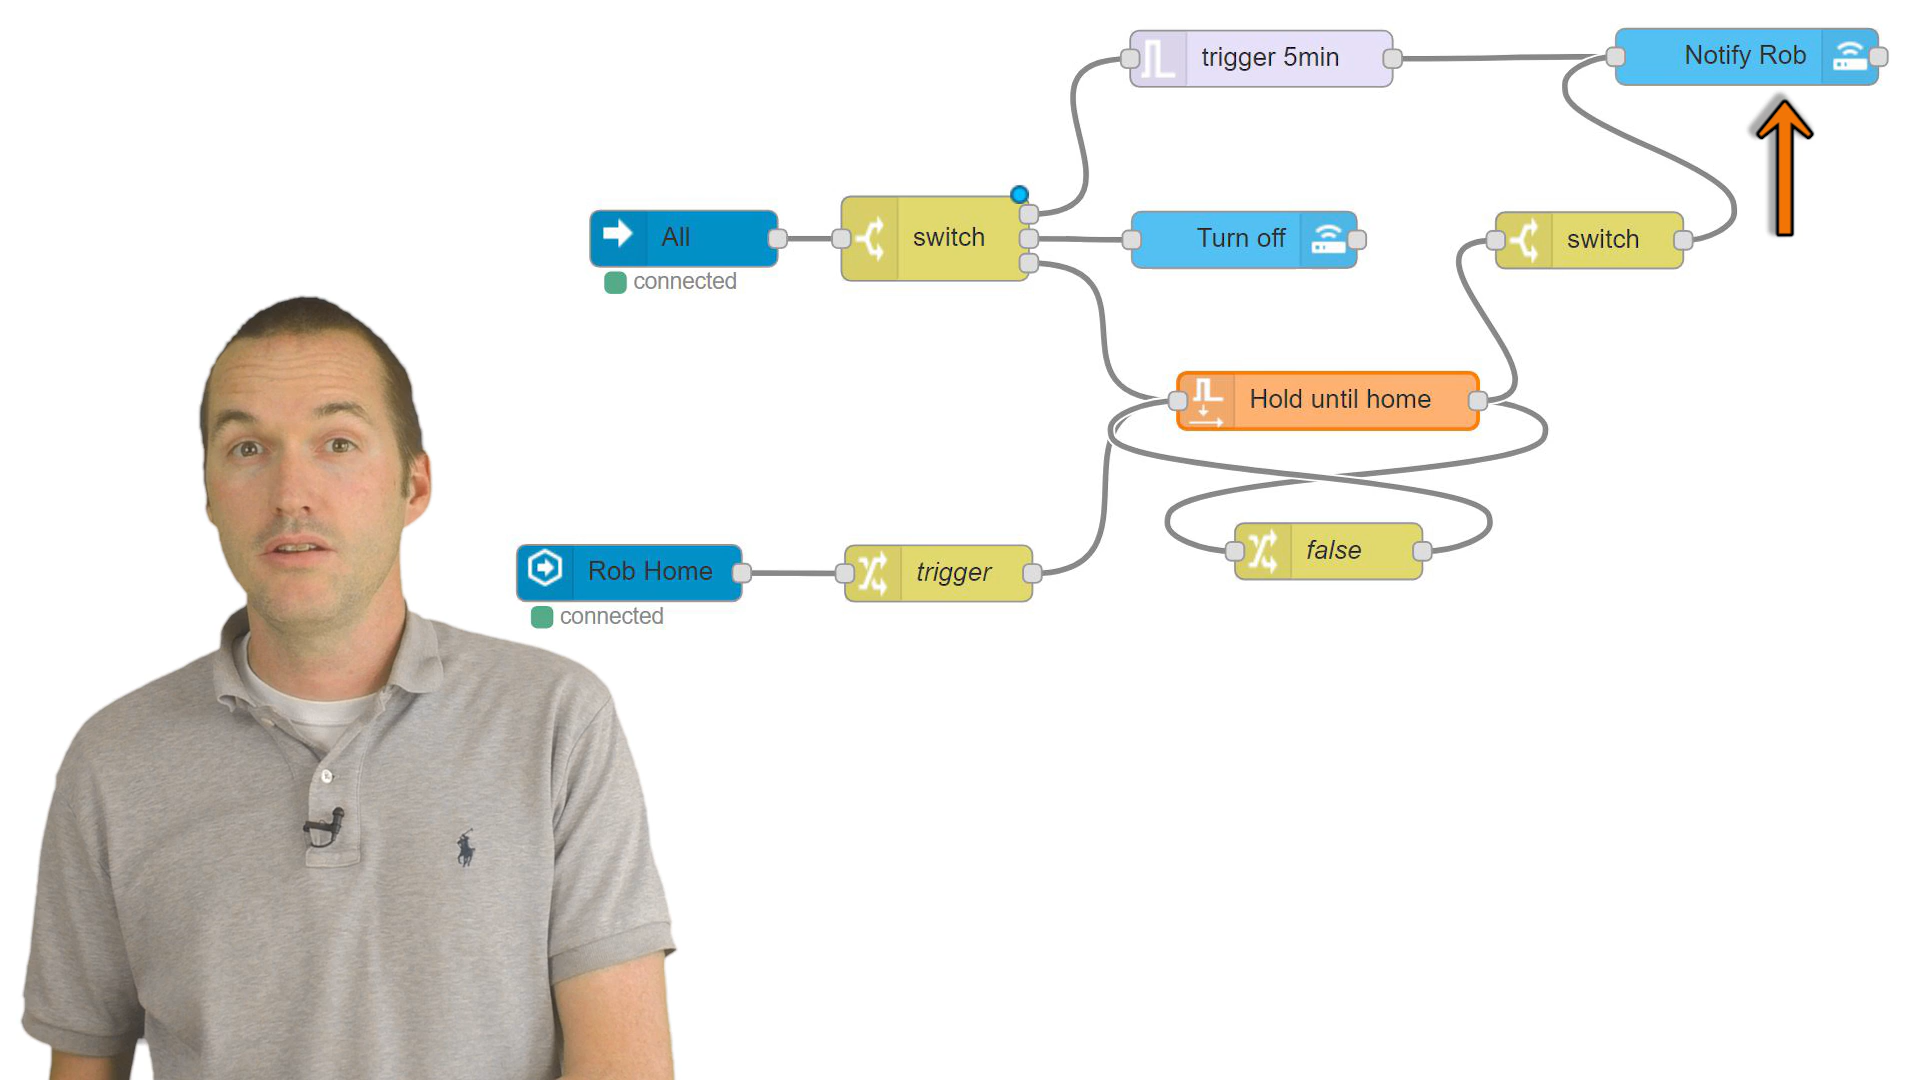 trigger 5min
Notify Rob
All
connected
switch
Turn off
switch
Hold until home
Rob Home
connected
trigger
false